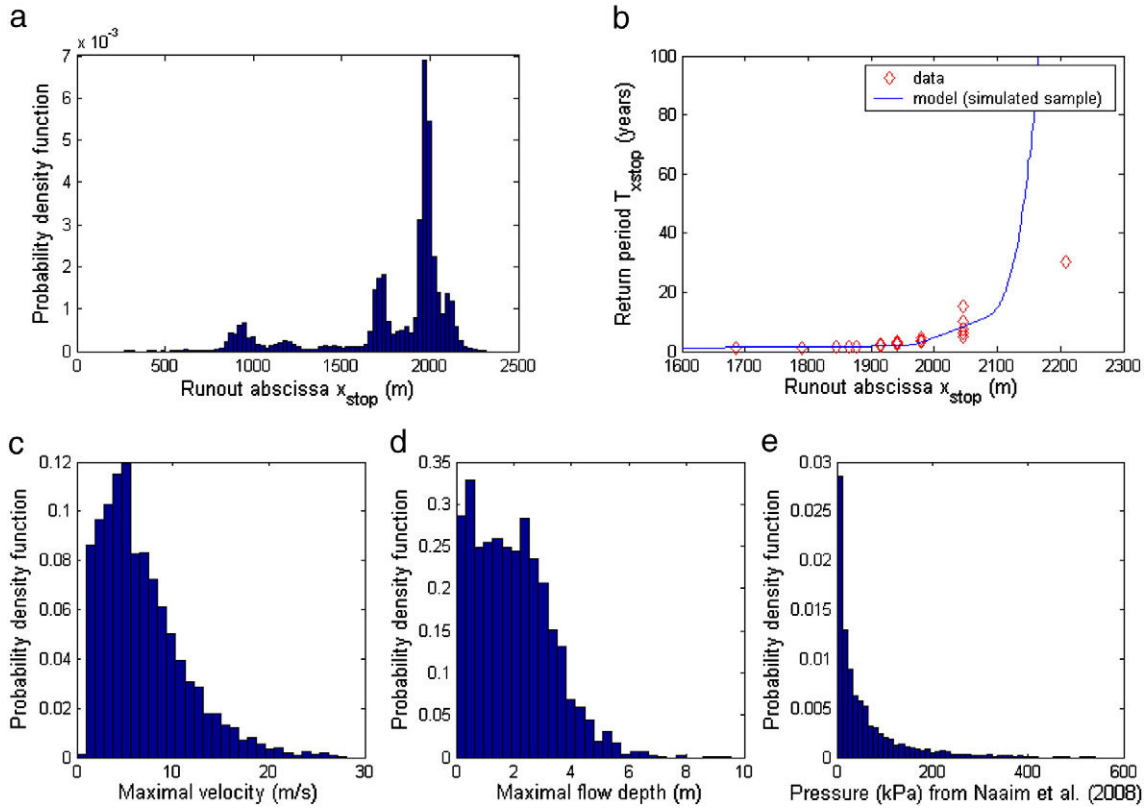 a
x 10⁻³
7
6
5
4
3
2
1
0
0 500 1000 1500 2000 2500
Probability density function
Runout abscissa x_stop (m)
b
100
80
60
40
20
0
1600 1700 1800 1900 2000 2100 2200 2300
Return period T_xstop (years)
Runout abscissa x_stop (m)
data
model (simulated sample)
c
0.12
0.1
0.08
0.06
0.04
0.02
0
0 10 20 30
Probability density function
Maximal velocity (m/s)
d
0.35
0.3
0.25
0.2
0.15
0.1
0.05
0
0 2 4 6 8 10
Probability density function
Maximal flow depth (m)
e
0.03
0.025
0.02
0.015
0.01
0.005
0
0 200 400 600
Probability density function
Pressure (kPa) from Naaim et al. (2008)